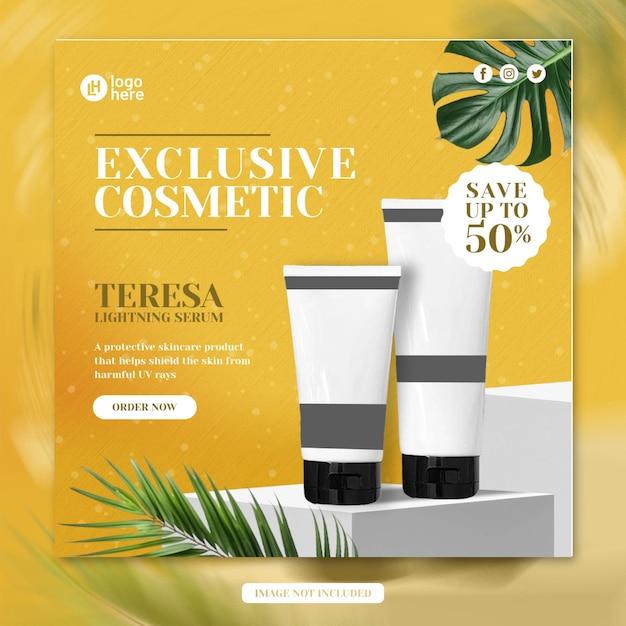 LH
logo
here
EXCLUSIVE
COSMETIC
SAVE
UP TO
50%
TERESA
LIGHTNING SERUM
A protective skincare product
that helps shield the skin from
harmful UV rays
ORDER NOW
IMAGE NOT INCLUDED